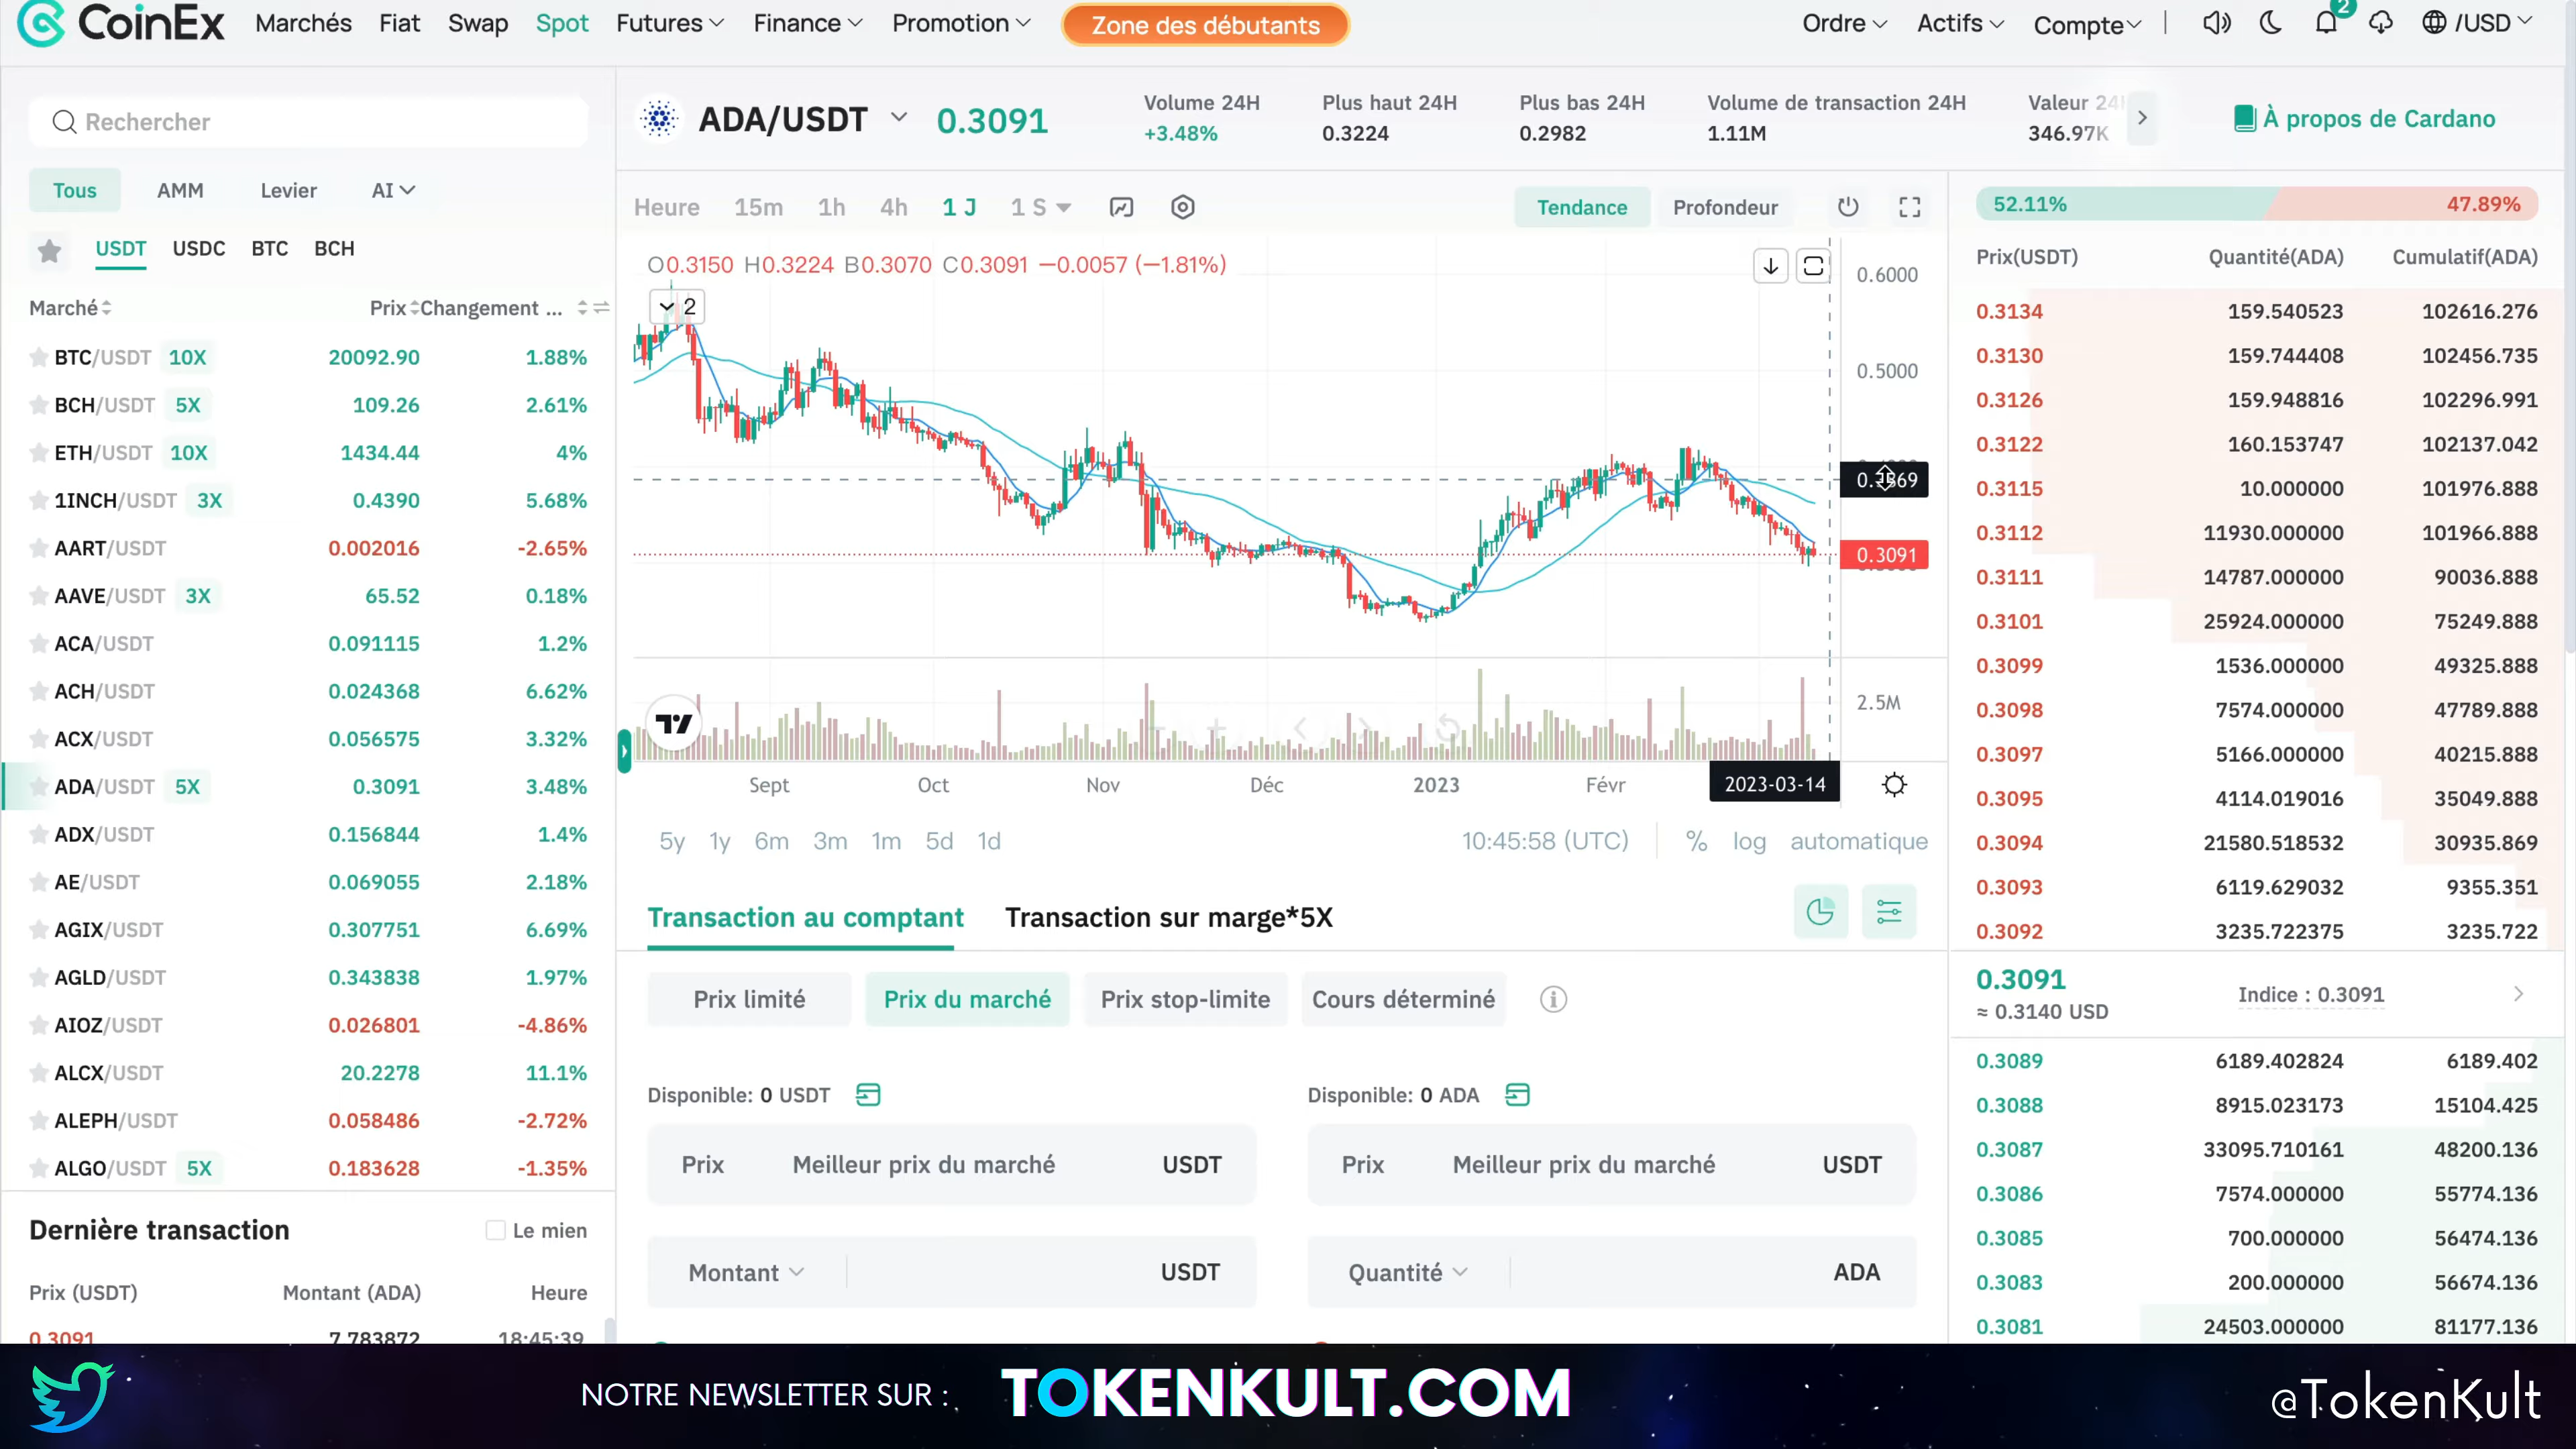 CoinEx Marchés Fiat Swap Spot Futures Finance Promotion Zone des débutants Ordre Actifs Compte 2 /USD
Rechercher
Tous AMM Levier AI
USDT USDC BTC BCH
Marché Prix Changement ...
BTC/USDT 10X 20092.90 1.88%
BCH/USDT 5X 109.26 2.61%
ETH/USDT 10X 1434.44 4%
1INCH/USDT 3X 0.4390 5.68%
AART/USDT 0.002016 -2.65%
AAVE/USDT 3X 65.52 0.18%
ACA/USDT 0.091115 1.2%
ACH/USDT 0.024368 6.62%
ACX/USDT 0.056575 3.32%
ADA/USDT 5X 0.3091 3.48%
ADX/USDT 0.156844 1.4%
AE/USDT 0.069055 2.18%
AGIX/USDT 0.307751 6.69%
AGLD/USDT 0.343838 1.97%
AIOZ/USDT 0.026801 -4.86%
ALCX/USDT 20.2278 11.1%
ALEPH/USDT 0.058486 -2.72%
ALGO/USDT 5X 0.183628 -1.35%
Dernière transaction Le mien
Prix (USDT) Montant (ADA) Heure
0.3091 7.783872 18:45:39
ADA/USDT 0.3091
Volume 24H Plus haut 24H Plus bas 24H Volume de transaction 24H Valeur
+3.48% 0.3224 0.2982 1.11M 346.97K
À propos de Cardano
Heure 15m 1h 4h 1 J 1 S Tendance Profondeur
O0.3150 H0.3224 B0.3070 C0.3091 −0.0057 (−1.81%)
2
0.6000
0.5000
0.3091
2.5M
Sept Oct Nov Déc 2023 Févr 2023-03-14
5y 1y 6m 3m 1m 5d 1d 10:45:58 (UTC) % log automatique
Transaction au comptant Transaction sur marge*5X
Prix limité Prix du marché Prix stop-limite Cours déterminé
Disponible: 0 USDT Disponible: 0 ADA
Prix Meilleur prix du marché USDT Prix Meilleur prix du marché USDT
Montant USDT Quantité ADA
52.11% 47.89%
Prix(USDT) Quantité(ADA) Cumulatif(ADA)
0.3134 159.540523 102616.276
0.3130 159.744408 102456.735
0.3126 159.948816 102296.991
0.3122 160.153747 102137.042
0.3115 10.000000 101976.888
0.3112 11930.000000 101966.888
0.3111 14787.000000 90036.888
0.3101 25924.000000 75249.888
0.3099 1536.000000 49325.888
0.3098 7574.000000 47789.888
0.3097 5166.000000 40215.888
0.3095 4114.019016 35049.888
0.3094 21580.518532 30935.869
0.3093 6119.629032 9355.351
0.3092 3235.722375 3235.722
0.3091
≈ 0.3140 USD
Indice : 0.3091
0.3089 6189.402824 6189.402
0.3088 8915.023173 15104.425
0.3087 33095.710161 48200.136
0.3086 7574.000000 55774.136
0.3085 700.000000 56474.136
0.3083 200.000000 56674.136
0.3081 24503.000000 81177.136
NOTRE NEWSLETTER SUR : TOKENKULT.COM @TokenKult